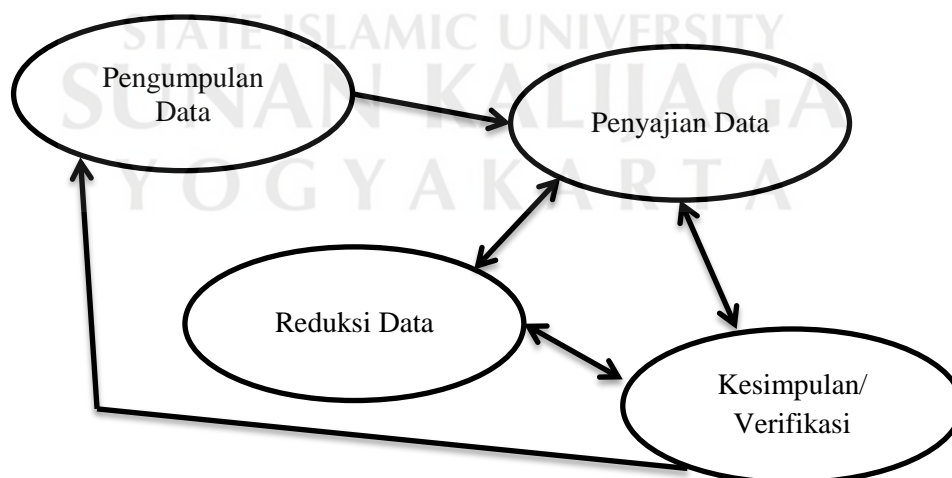 STATE ISLAMIC UNIVERSITY
SUNAN KALIJAGA
YOGYAKARTA
Pengumpulan
Data
Penyajian Data
Reduksi Data
Kesimpulan/
Verifikasi